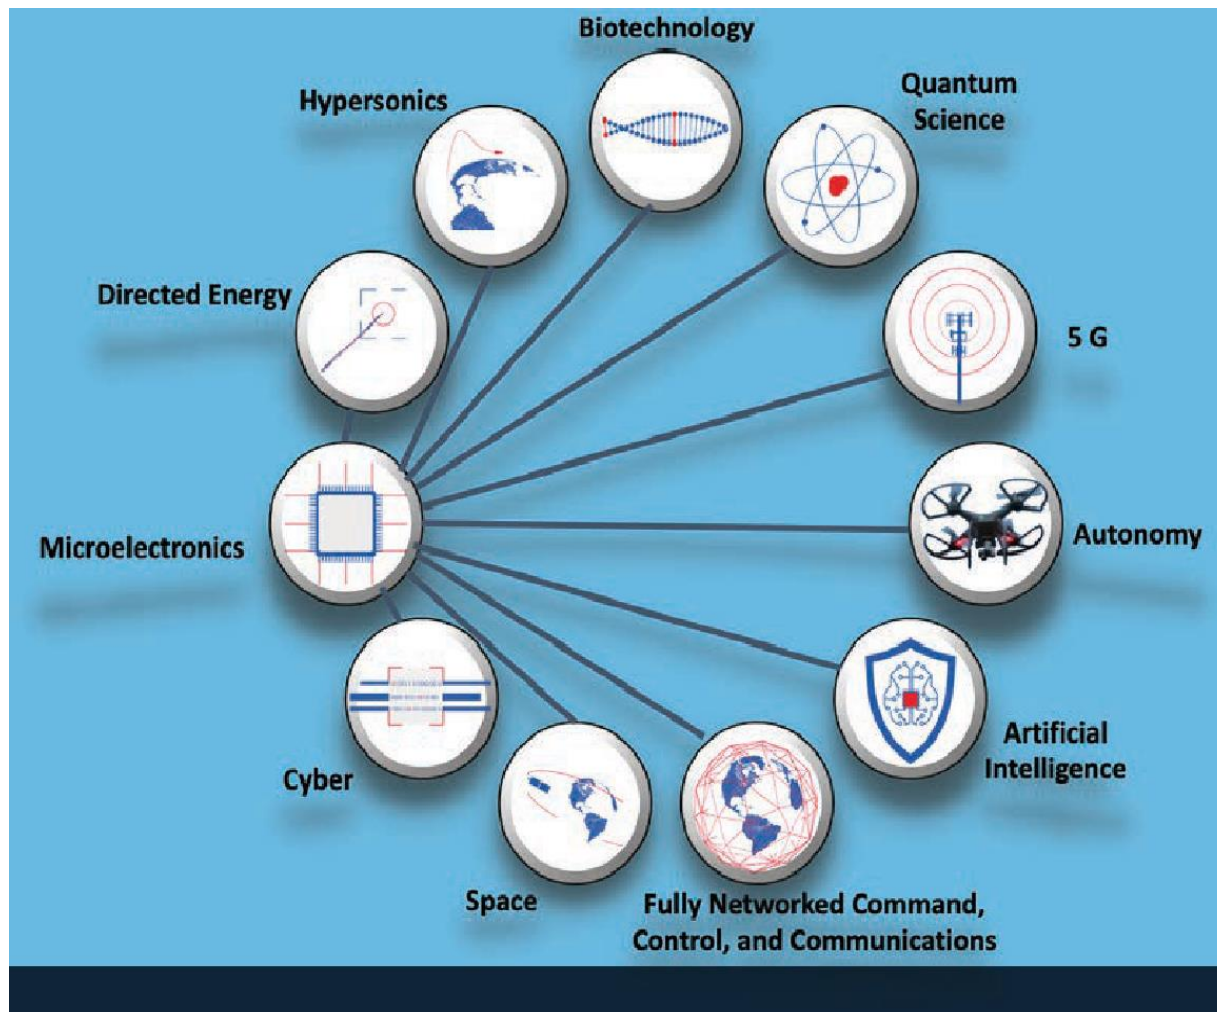 Biotechnology
Hypersonics
Quantum
Science
Directed Energy
5 G
Microelectronics
Autonomy
Cyber
Artificial
Intelligence
Space
Fully Networked Command,
Control, and Communications